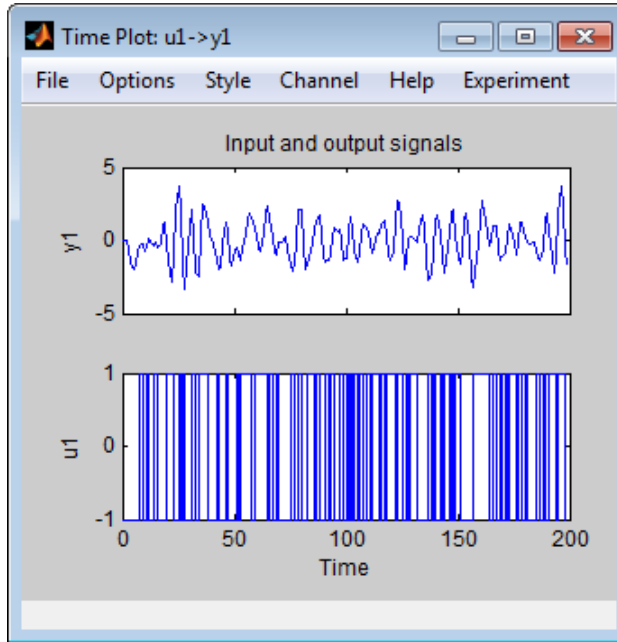 Time Plot: u1->y1
File Options Style Channel Help Experiment
Input and output signals
5
0
-5
y1
1
0
-1
u1
0 50 100 150 200
Time